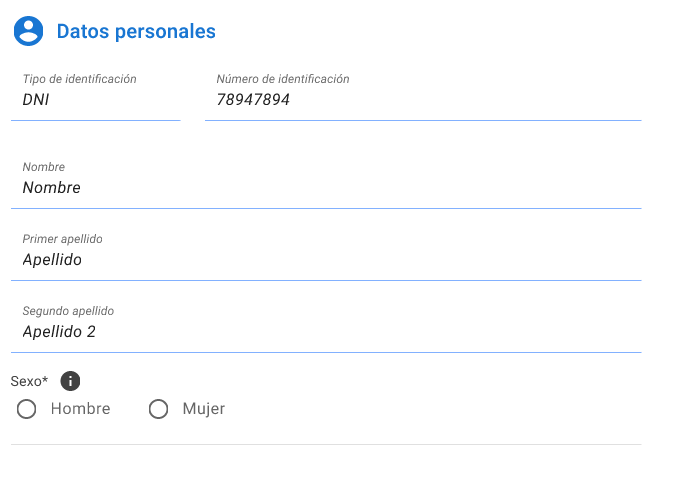 Datos personales
Tipo de identificación Número de identificación
DNI 78947894
Nombre
Nombre
Primer apellido
Apellido
Segundo apellido
Apellido 2
Sexo*
Hombre Mujer